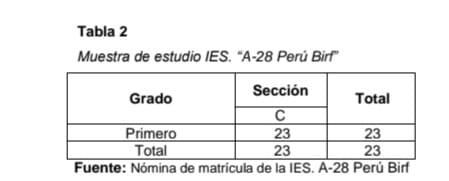 Tabla 2
Muestra de estudio IES. “A-28 Perú Birf”
Grado Sección Total
C
Primero 23 23
Total 23 23
Fuente: Nómina de matrícula de la IES. A-28 Perú Birf